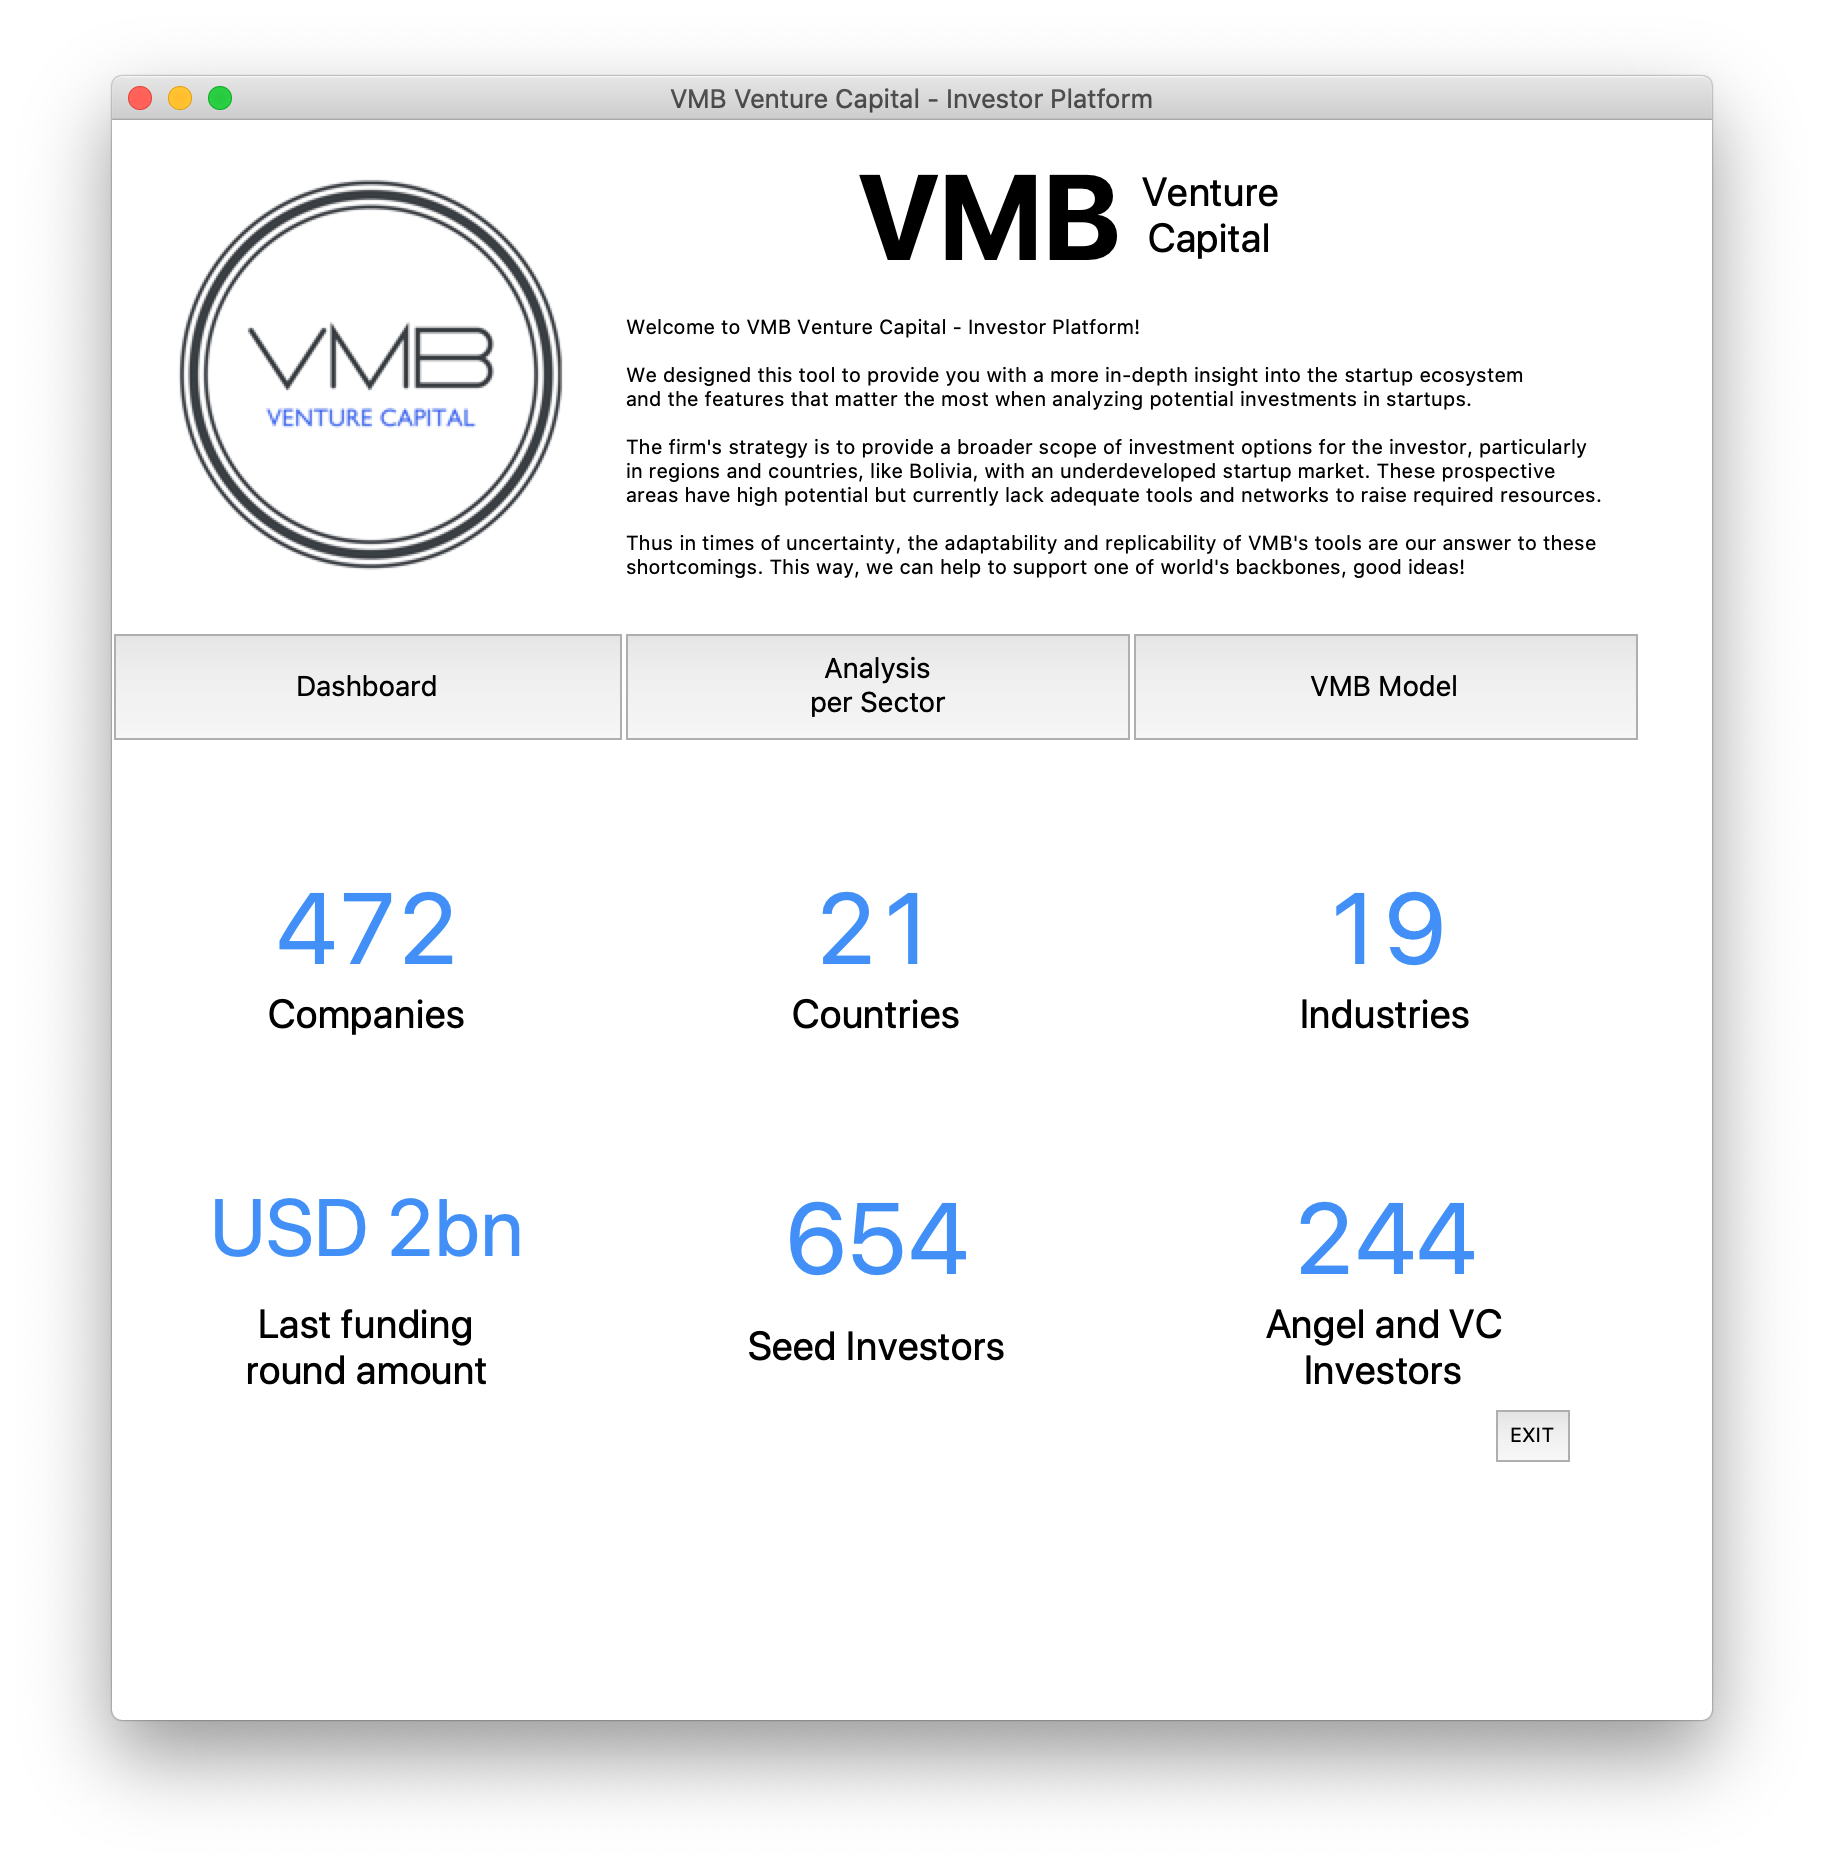 VMB Venture Capital - Investor Platform
VMB
VENTURE CAPITAL
VMB Venture
Capital
Welcome to VMB Venture Capital - Investor Platform!
We designed this tool to provide you with a more in-depth insight into the startup ecosystem
and the features that matter the most when analyzing potential investments in startups.
The firm's strategy is to provide a broader scope of investment options for the investor, particularly
in regions and countries, like Bolivia, with an underdeveloped startup market. These prospective
areas have high potential but currently lack adequate tools and networks to raise required resources.
Thus in times of uncertainty, the adaptability and replicability of VMB's tools are our answer to these
shortcomings. This way, we can help to support one of world's backbones, good ideas!
Dashboard
Analysis
per Sector
VMB Model
472
Companies
21
Countries
19
Industries
USD 2bn
Last funding
round amount
654
Seed Investors
244
Angel and VC
Investors
EXIT